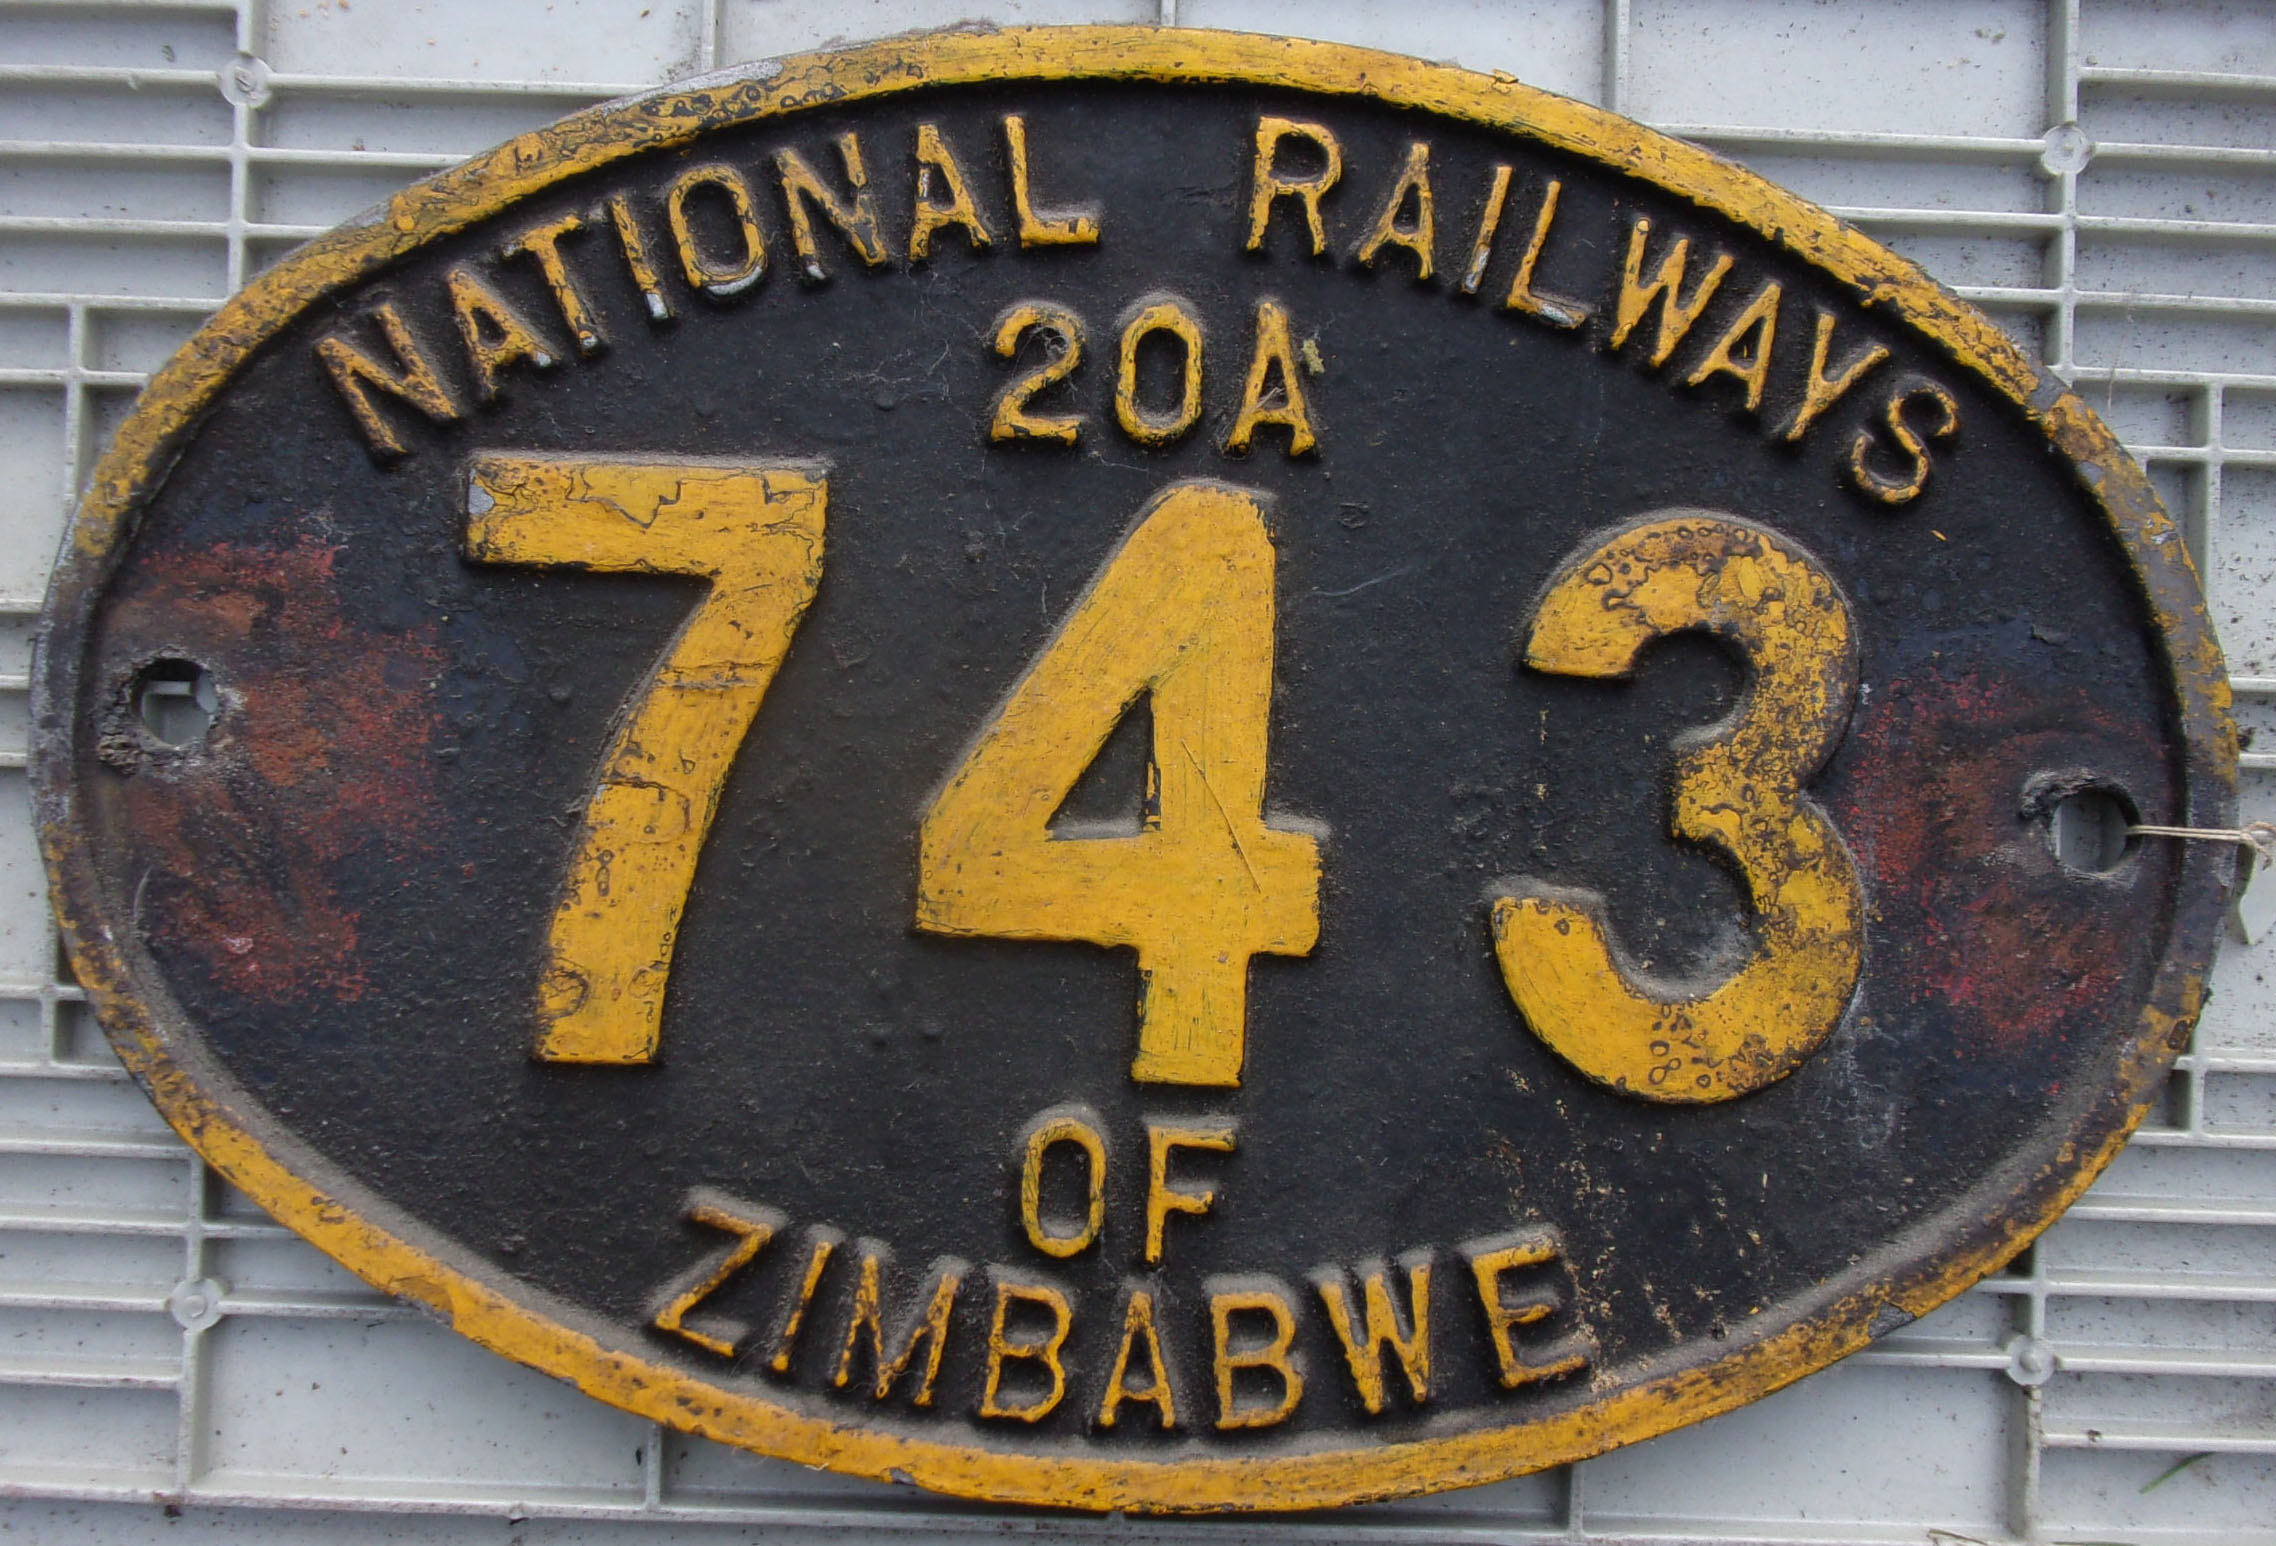 NATIONAL RAILWAYS
20A
743
OF
ZIMBABWE